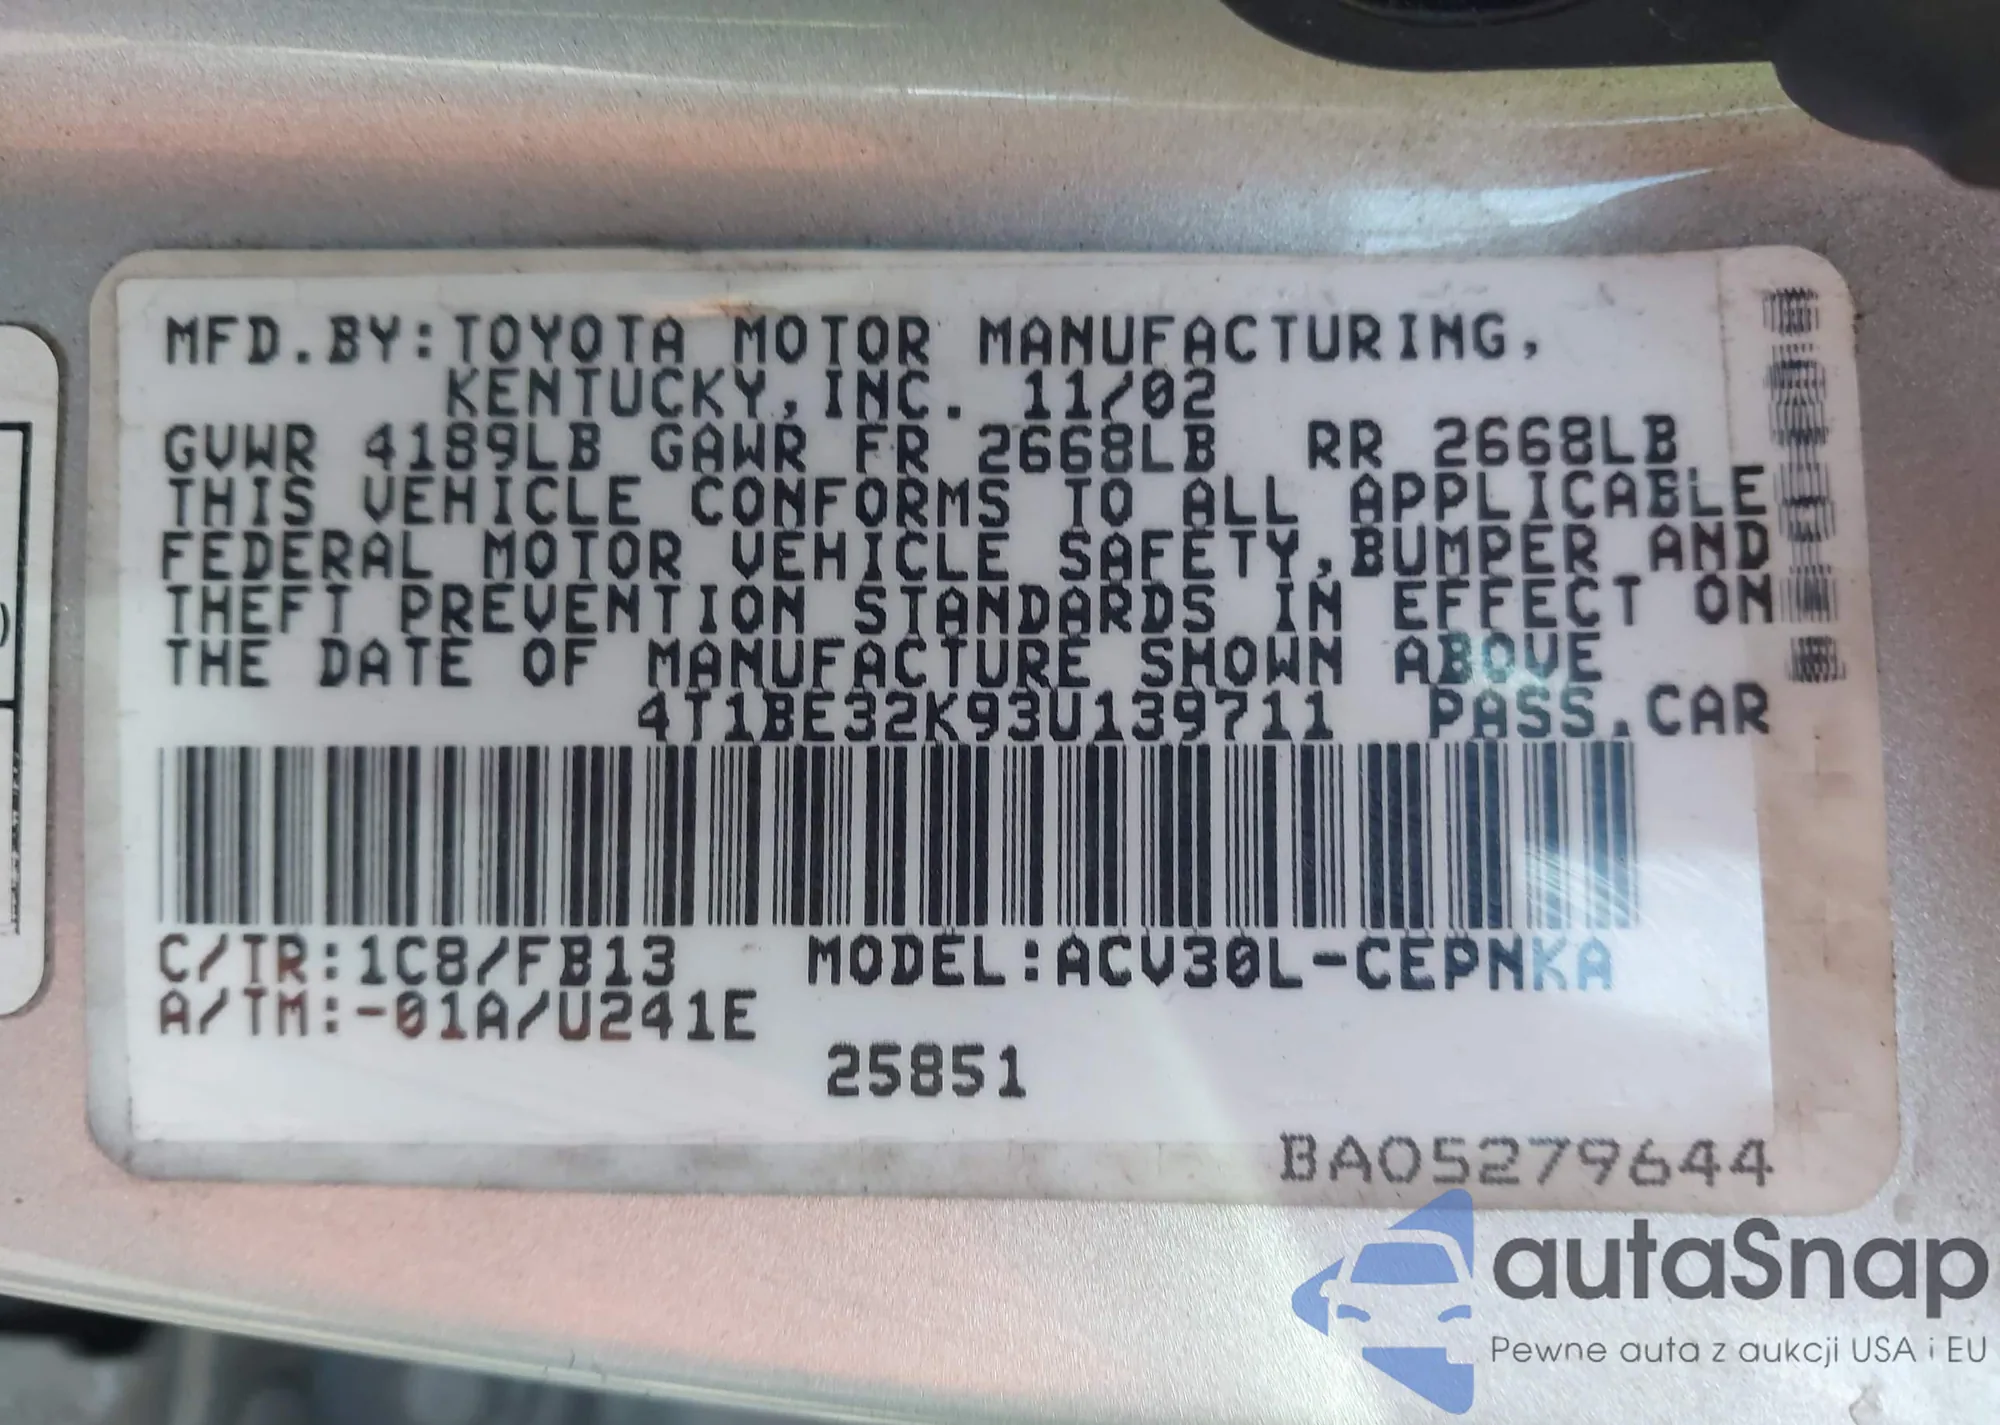 MFD.BY:TOYOTA MOTOR MANUFACTURING,
KENTUCKY,INC. 11/02
GVWR 4189LB GAWR FR 2668LB RR 2668LB
THIS VEHICLE CONFORMS TO ALL APPLICABLE
FEDERAL MOTOR VEHICLE SAFETY,BUMPER AND
THEFT PREVENTION STANDARDS IN EFFECT ON
THE DATE OF MANUFACTURE SHOWN ABOVE
4T1BE32K93U139711 PASS.CAR
C/TR:1C8/FB13 MODEL:ACV30L-CEPNKA
A/TM:-01A/U241E
25851
BA05279644
autaSnap
Pewne auta z aukcji USA i EU